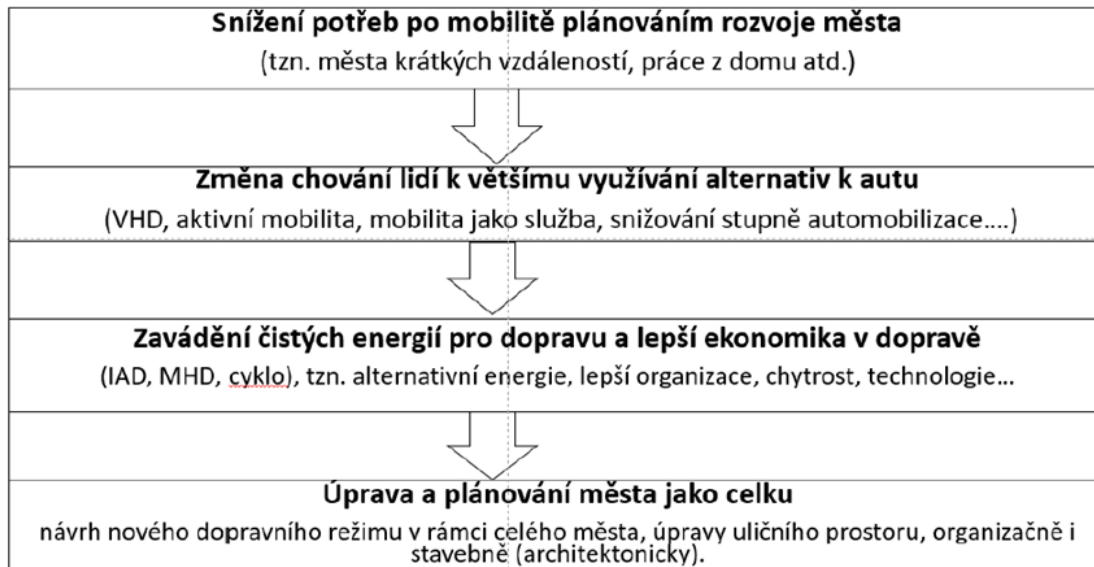 Snížení potřeb po mobilitě plánováním rozvoje města
(tzn. města krátkých vzdáleností, práce z domu atd.)
Změna chování lidí k většímu využívání alternativ k autu
(VHD, aktivní mobilita, mobilita jako služba, snižování stupně automobilizace....)
Zavádění čistých energií pro dopravu a lepší ekonomika v dopravě
(IAD, MHD, cyklo), tzn. alternativní energie, lepší organizace, chytrost, technologie...
Úprava a plánování města jako celku
návrh nového dopravního režimu v rámci celého města, úpravy uličního prostoru, organizačně i
stavebně (architektonicky).